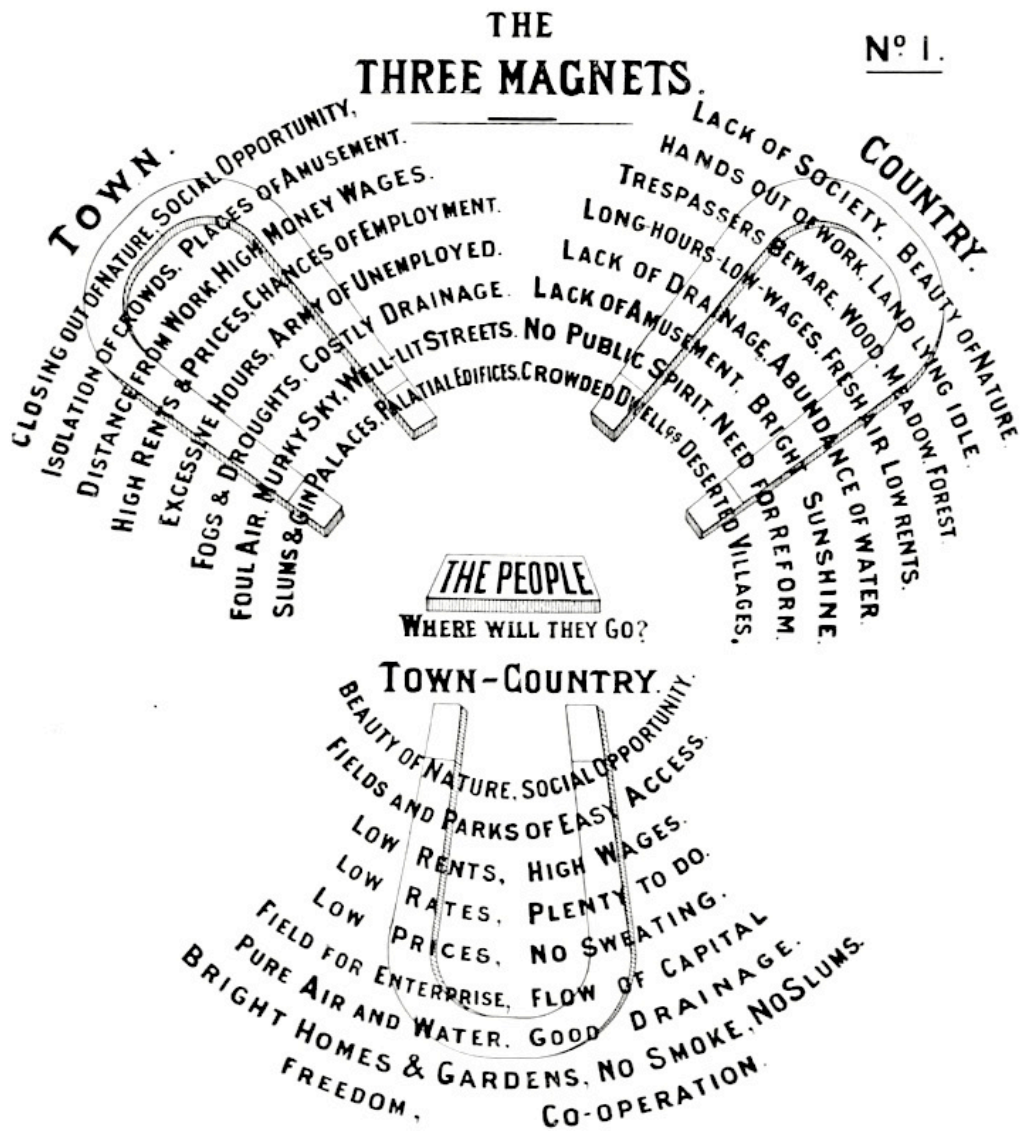 THE
THREE MAGNETS.
Nº 1.
TOWN.
CLOSING OUT OF NATURE. SOCIAL OPPORTUNITY,
ISOLATION OF CROWDS. PLACES OF AMUSEMENT.
DISTANCE FROM WORK. HIGH MONEY WAGES.
HIGH RENTS & PRICES. CHANCES OF EMPLOYMENT.
EXCESSIVE HOURS. ARMY OF UNEMPLOYED.
FOGS & DROUGHTS. COSTLY DRAINAGE.
FOUL AIR. MURKY SKY. WELL-LIT STREETS.
SLUMS & GIN PALACES. PALATIAL EDIFICES.
COUNTRY.
LACK OF SOCIETY. BEAUTY OF NATURE.
HANDS OUT OF WORK. LAND LYING IDLE.
TRESPASSERS BEWARE. WOOD, MEADOW, FOREST.
LONG-HOURS-LOW-WAGES. FRESH AIR LOW RENTS.
LACK OF DRAINAGE. ABUNDANCE OF WATER.
LACK OF AMUSEMENT. BRIGHT SUNSHINE.
NO PUBLIC SPIRIT. NEED FOR REFORM.
CROWDED DWELLGS DESERTED VILLAGES,
THE PEOPLE
WHERE WILL THEY GO?
TOWN-COUNTRY.
BEAUTY OF NATURE. SOCIAL OPPORTUNITY.
FIELDS AND PARKS OF EASY ACCESS.
LOW RENTS, HIGH WAGES.
LOW RATES, PLENTY TO DO.
LOW PRICES, NO SWEATING.
FIELD FOR ENTERPRISE, FLOW OF CAPITAL
PURE AIR AND WATER. GOOD DRAINAGE.
BRIGHT HOMES & GARDENS, NO SMOKE, NO SLUMS.
FREEDOM, CO-OPERATION.